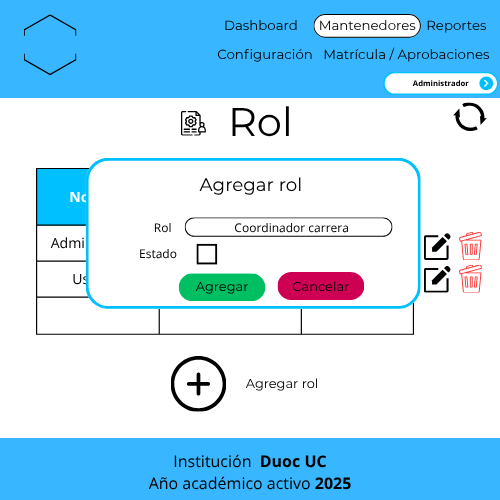 Dashboard Mantenedores Reportes
Configuración Matrícula / Aprobaciones
Administrador
Rol
Agregar rol
Rol Coordinador carrera
Estado
Agregar Cancelar
Agregar rol
Institución Duoc UC
Año académico activo 2025